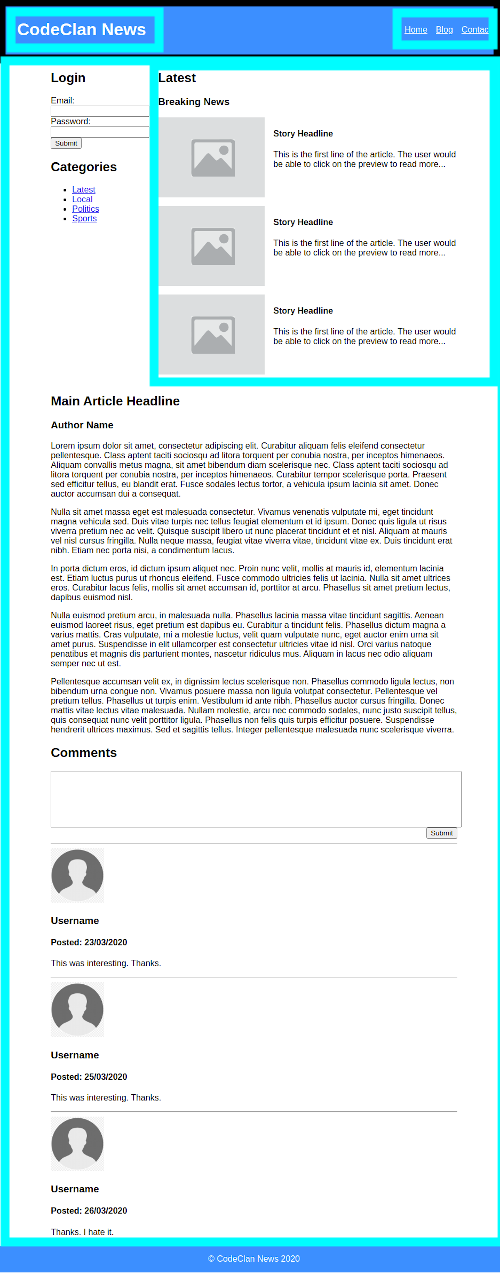 CodeClan News
Home Blog Contac
Login
Email:
Password:
Submit
Categories
Latest
Local
Politics
Sports
Latest
Breaking News
Story Headline
This is the first line of the article. The user would
be able to click on the preview to read more...
Story Headline
This is the first line of the article. The user would
be able to click on the preview to read more...
Story Headline
This is the first line of the article. The user would
be able to click on the preview to read more...
Main Article Headline
Author Name
Lorem ipsum dolor sit amet, consectetur adipiscing elit. Curabitur aliquam felis eleifend consectetur
pellentesque. Class aptent taciti sociosqu ad litora torquent per conubia nostra, per inceptos himenaeos.
Aliquam convallis metus magna, sit amet bibendum diam scelerisque nec. Class aptent taciti sociosqu ad
litora torquent per conubia nostra, per inceptos himenaeos. Curabitur tempor scelerisque porta. Praesent
sed efficitur tellus, eu blandit erat. Fusce sodales lectus tortor, a vehicula ipsum lacinia sit amet. Donec
auctor accumsan dui a consequat.
Nulla sit amet massa eget est malesuada consectetur. Vivamus venenatis vulputate mi, eget tincidunt
magna vehicula sed. Duis vitae turpis nec tellus feugiat elementum et id ipsum. Donec quis ligula ut risus
viverra pretium nec ac velit. Quisque suscipit libero ut nunc placerat tincidunt et et nisl. Aliquam at mauris
vel nisl cursus fringilla. Nulla neque massa, feugiat vitae viverra vitae, tincidunt vitae ex. Duis tincidunt erat
nibh. Etiam nec porta nisi, a condimentum lacus.
In porta dictum eros, id dictum ipsum aliquet nec. Proin nunc velit, mollis at mauris id, elementum lacinia
est. Etiam luctus purus ut rhoncus eleifend. Fusce commodo ultricies felis ut lacinia. Nulla sit amet ultrices
eros. Curabitur lacus felis, mollis sit amet accumsan id, porttitor at arcu. Phasellus sit amet pretium lectus,
dapibus euismod nisl.
Nulla euismod pretium arcu, in malesuada nulla. Phasellus lacinia massa vitae tincidunt sagittis. Aenean
euismod laoreet risus, eget pretium est dapibus eu. Curabitur a tincidunt felis. Phasellus dictum magna a
varius mattis. Cras vulputate, mi a molestie luctus, velit quam vulputate nunc, eget auctor enim urna sit
amet purus. Suspendisse in elit ullamcorper est consectetur ultricies vitae id nisl. Orci varius natoque
penatibus et magnis dis parturient montes, nascetur ridiculus mus. Aliquam in lacus nec odio aliquam
semper nec ut est.
Pellentesque accumsan velit ex, in dignissim lectus scelerisque non. Phasellus commodo ligula lectus, non
bibendum urna congue non. Vivamus posuere massa non ligula volutpat consectetur. Pellentesque vel
pretium tellus. Phasellus ut turpis enim. Vestibulum id ante nibh. Phasellus auctor cursus fringilla. Donec
mattis vitae lectus vitae malesuada. Nullam molestie, arcu nec commodo sodales, nunc justo suscipit tellus,
quis consequat nunc velit porttitor ligula. Phasellus non felis quis turpis efficitur posuere. Suspendisse
hendrerit ultrices maximus. Sed et sagittis tellus. Integer pellentesque malesuada nunc scelerisque viverra.
Comments
Submit
Username
Posted: 23/03/2020
This was interesting. Thanks.
Username
Posted: 25/03/2020
This was interesting. Thanks.
Username
Posted: 26/03/2020
Thanks. I hate it.
© CodeClan News 2020